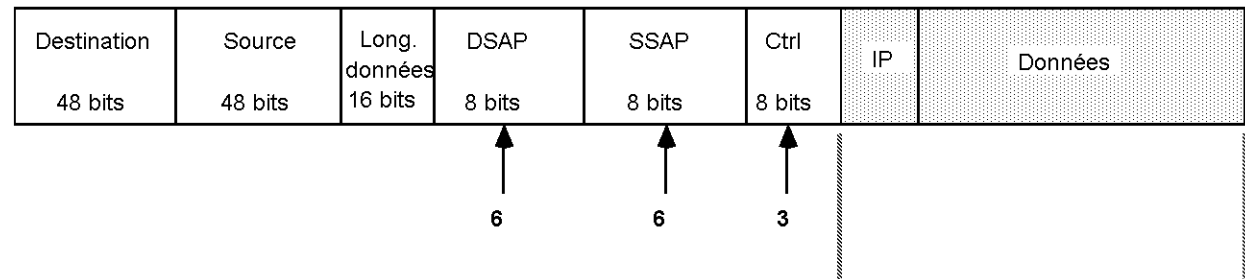 Destination
48 bits
Source
48 bits
Long.
données
16 bits
DSAP
8 bits
SSAP
8 bits
Ctrl
8 bits
IP
Données
6
6
3